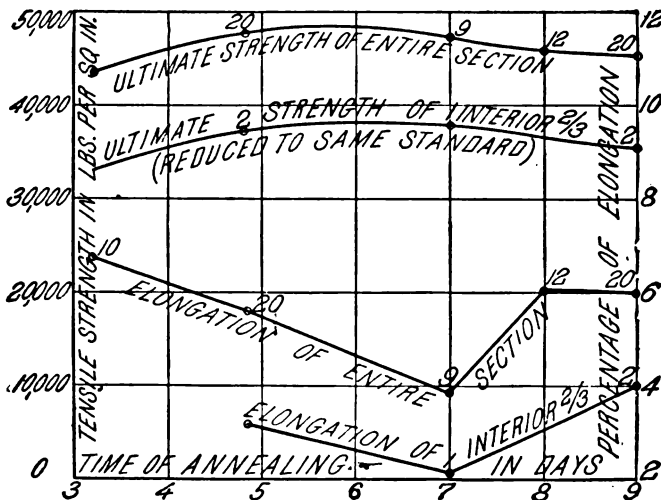 50,000
40,000
30,000
20,000
10,000
0
TENSILE STRENGTH IN LBS. PER SQ IN.
12
10
8
6
4
2
PERCENTAGE OF ELONGATION
20
9
12
20
ULTIMATE STRENGTH OF ENTIRE SECTION
2
1
2
ULTIMATE STRENGTH OF INTERIOR 2/3
(REDUCED TO SAME STANDARD)
10
20
9
12
20
ELONGATION OF ENTIRE SECTION
1
2
ELONGATION OF INTERIOR 2/3
TIME OF ANNEALING- IN DAYS
3 4 5 6 7 8 9